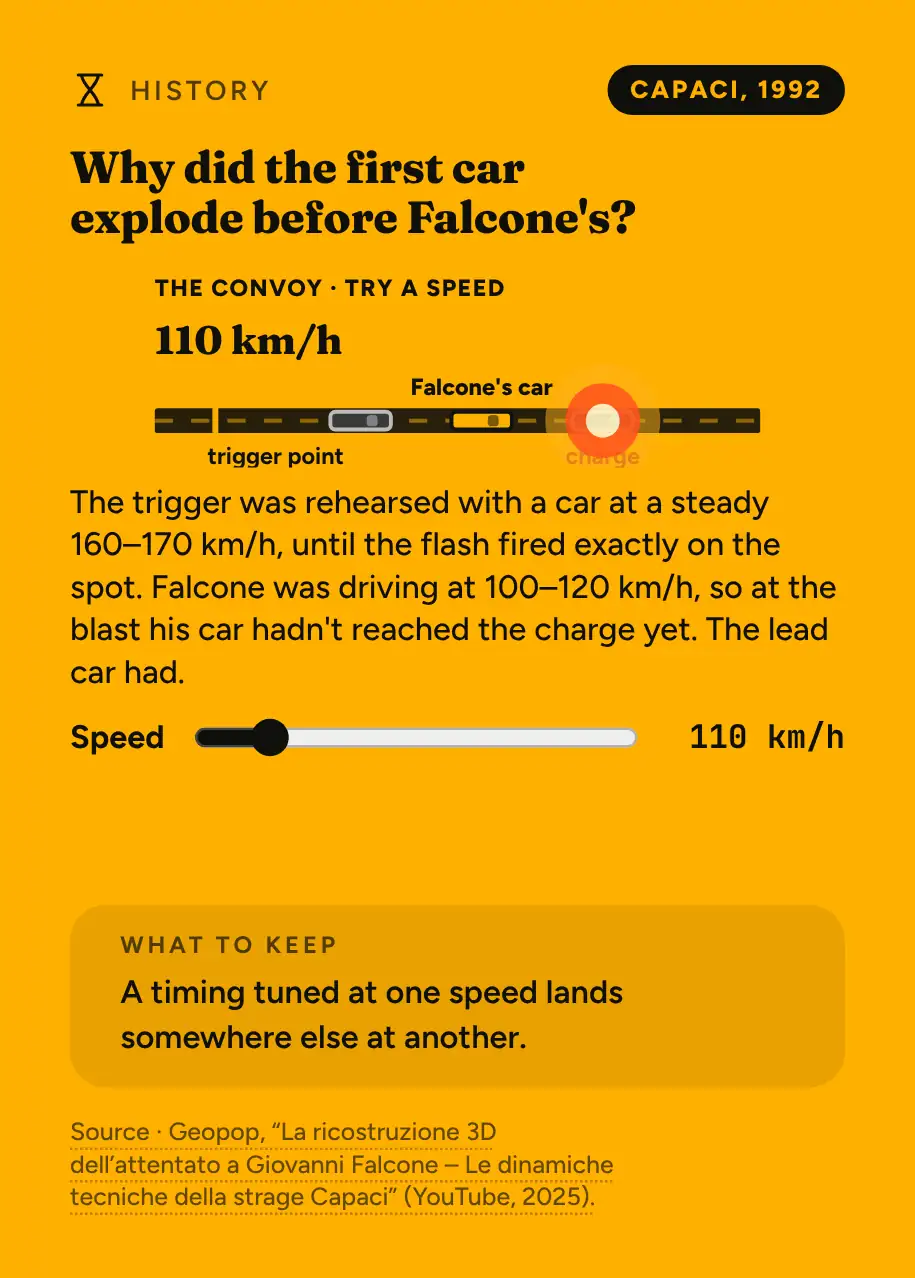 HISTORY
CAPACI, 1992
Why did the first car
explode before Falcone's?
THE CONVOY · TRY A SPEED
110 km/h
Falcone's car
trigger point
charge
The trigger was rehearsed with a car at a steady
160–170 km/h, until the flash fired exactly on the
spot. Falcone was driving at 100–120 km/h, so at the
blast his car hadn't reached the charge yet. The lead
car had.
Speed
110 km/h
WHAT TO KEEP
A timing tuned at one speed lands
somewhere else at another.
Source · Geopop, “La ricostruzione 3D
dell’attentato a Giovanni Falcone – Le dinamiche
tecniche della strage Capaci” (YouTube, 2025).